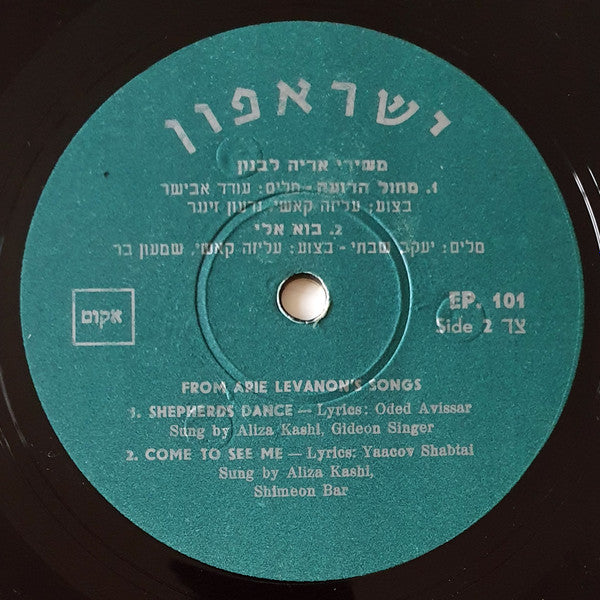 ישראפון
משירי אריה לבנון
1. מחול הרועה - מלים: עודד אבישר
בצוע: עליזה קאשי, גדעון זינגר
2. בוא אלי
מלים: יעקב שבתי - בצוע: עליזה קאשי, שמעון בר
אקום
EP. 101
Side 2 צד
FROM ARIE LEVANON'S SONGS
1. SHEPHERDS DANCE — Lyrics: Oded Avissar
Sung by Aliza Kashi, Gideon Singer
2. COME TO SEE ME — Lyrics: Yaacov Shabtai
Sung by Aliza Kashi,
Shimeon Bar